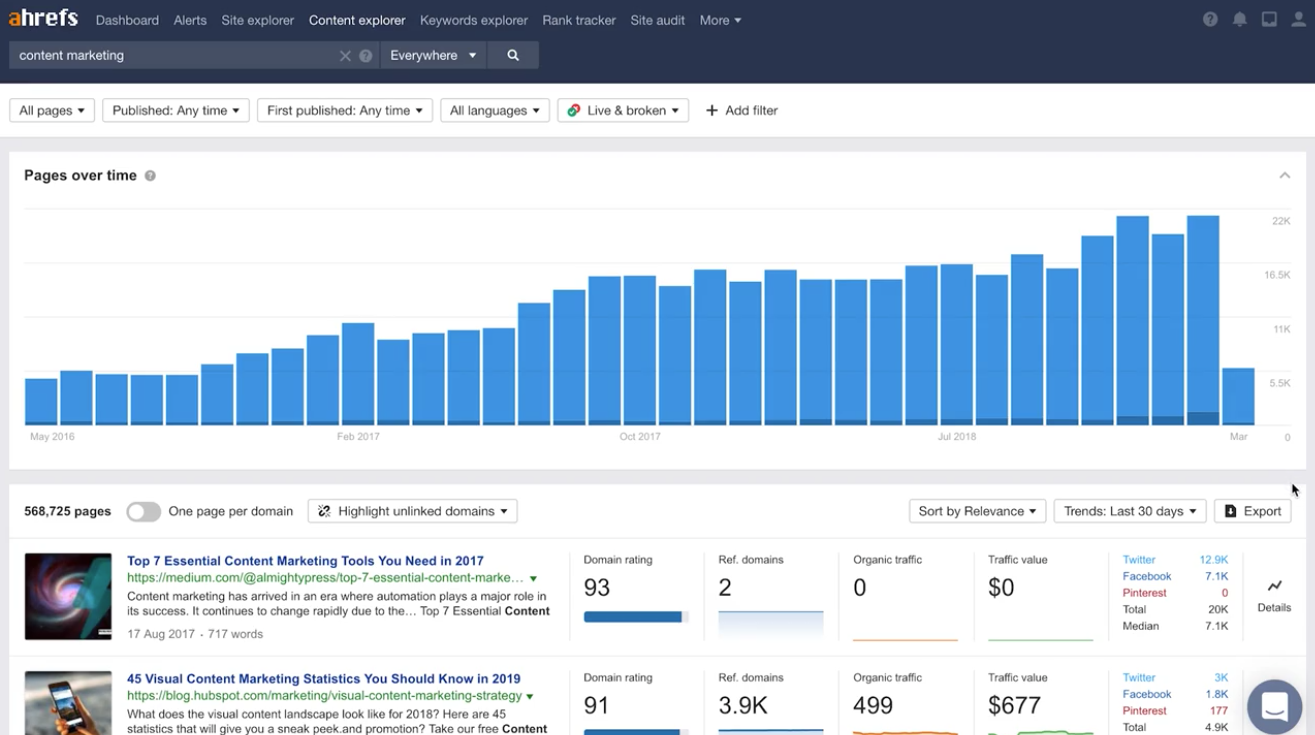 ahrefs Dashboard Alerts Site explorer Content explorer Keywords explorer Rank tracker Site audit More
content marketing Everywhere
All pages Published: Any time First published: Any time All languages Live & broken + Add filter
Pages over time
22K
16.5K
11K
5.5K
May 2016 Feb 2017 Oct 2017 Jul 2018 Mar 0
568,725 pages One page per domain Highlight unlinked domains Sort by Relevance Trends: Last 30 days Export
Top 7 Essential Content Marketing Tools You Need in 2017
https://medium.com/@almightypress/top-7-essential-content-marke…
Content marketing has arrived in an era where automation plays a major role in
its success. It continues to change rapidly due to the… Top 7 Essential Content
17 Aug 2017 · 717 words
Domain rating
93
Ref. domains
2
Organic traffic
0
Traffic value
$0
Twitter 12.9K
Facebook 7.1K
Pinterest 0
Total 20K
Median 7.1K
Details
45 Visual Content Marketing Statistics You Should Know in 2019
https://blog.hubspot.com/marketing/visual-content-marketing-strategy
What does the visual content landscape look like for 2018? Here are 45
statistics that will give you a sneak peek.and promotion? Take our free Content
Domain rating
91
Ref. domains
3.9K
Organic traffic
499
Traffic value
$677
Twitter 3K
Facebook 1.8K
Pinterest 177
Total 4.9K